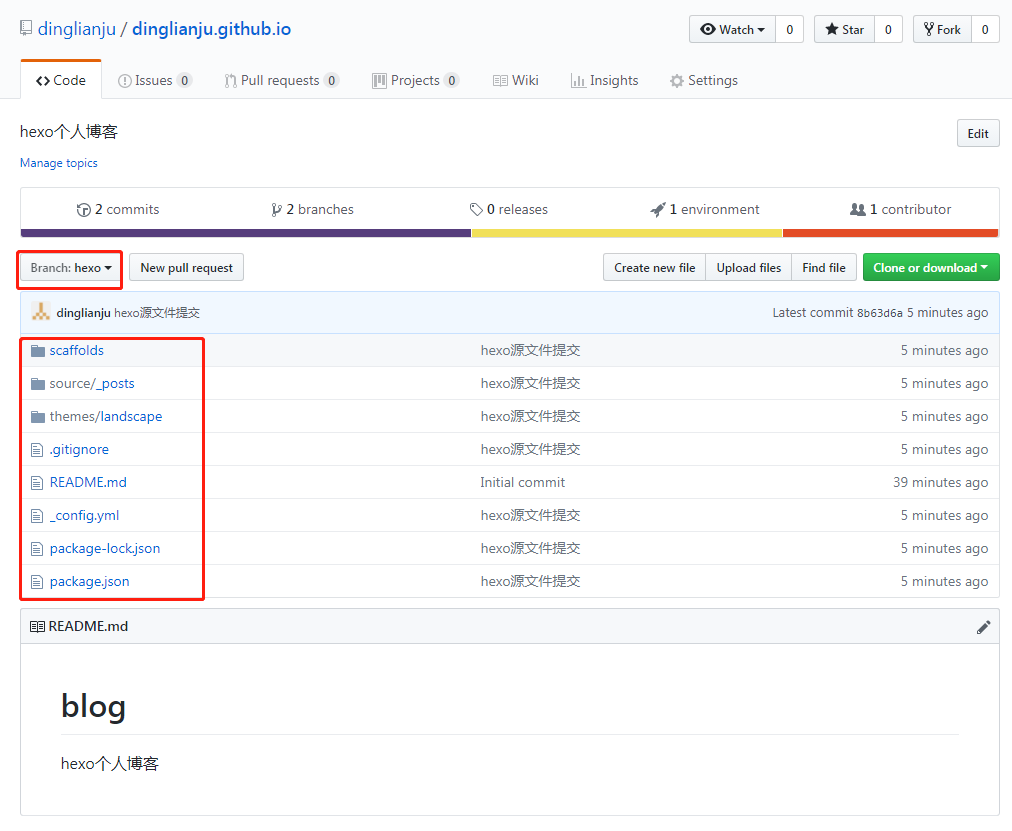 dinglianju / dinglianju.github.io Watch 0 Star 0 Fork 0
Code Issues 0 Pull requests 0 Projects 0 Wiki Insights Settings
hexo个人博客 Edit
Manage topics
2 commits 2 branches 0 releases 1 environment 1 contributor
Branch: hexo New pull request Create new file Upload files Find file Clone or download
dinglianju hexo源文件提交 Latest commit 8b63d6a 5 minutes ago
scaffolds hexo源文件提交 5 minutes ago
source/_posts hexo源文件提交 5 minutes ago
themes/landscape hexo源文件提交 5 minutes ago
.gitignore hexo源文件提交 5 minutes ago
README.md Initial commit 39 minutes ago
_config.yml hexo源文件提交 5 minutes ago
package-lock.json hexo源文件提交 5 minutes ago
package.json hexo源文件提交 5 minutes ago
README.md
blog
hexo个人博客